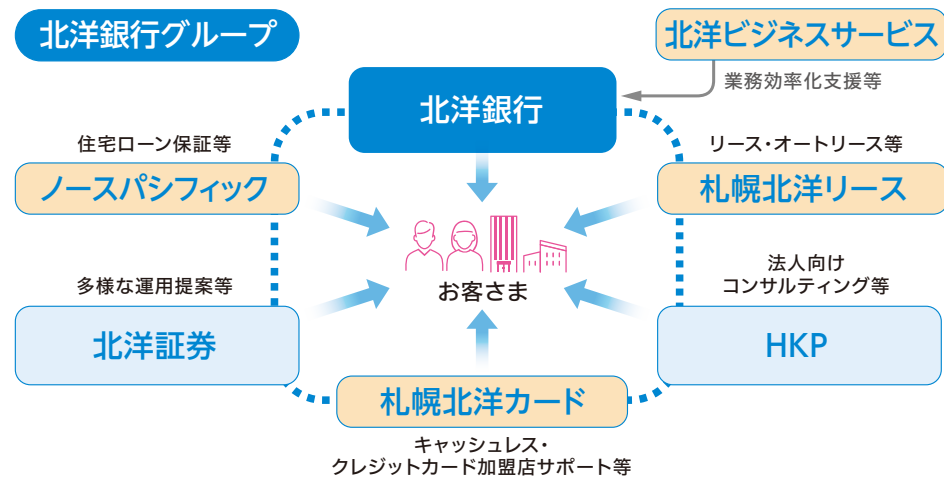 北洋銀行グループ
北洋ビジネスサービス
業務効率化支援等
北洋銀行
住宅ローン保証等
ノースパシフィック
リース・オートリース等
札幌北洋リース
お客さま
多様な運用提案等
北洋証券
法人向け
コンサルティング等
HKP
札幌北洋カード
キャッシュレス・
クレジットカード加盟店サポート等